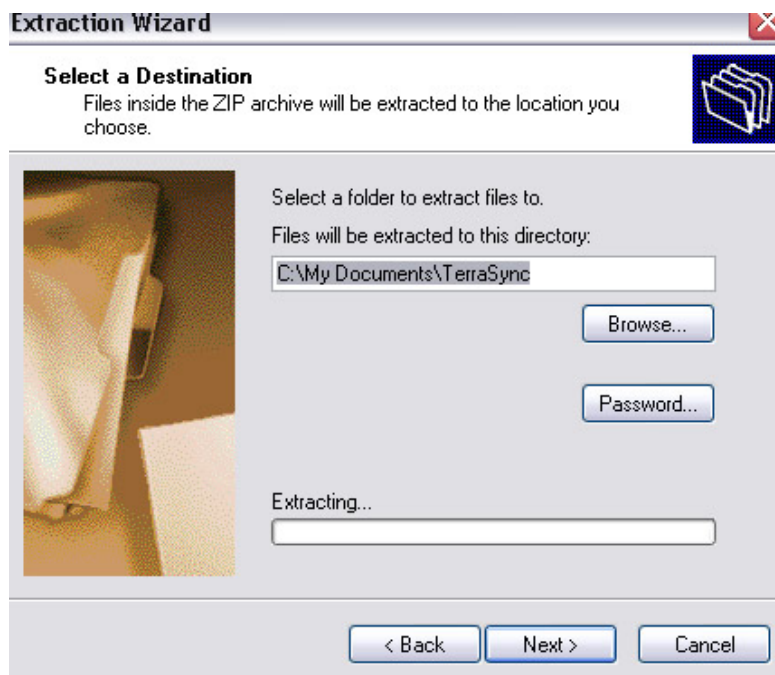 Extraction Wizard
Select a Destination
Files inside the ZIP archive will be extracted to the location you
choose.
Select a folder to extract files to.
Files will be extracted to this directory:
C:\My Documents\TerraSync
Browse...
Password...
Extracting...
< Back
Next >
Cancel